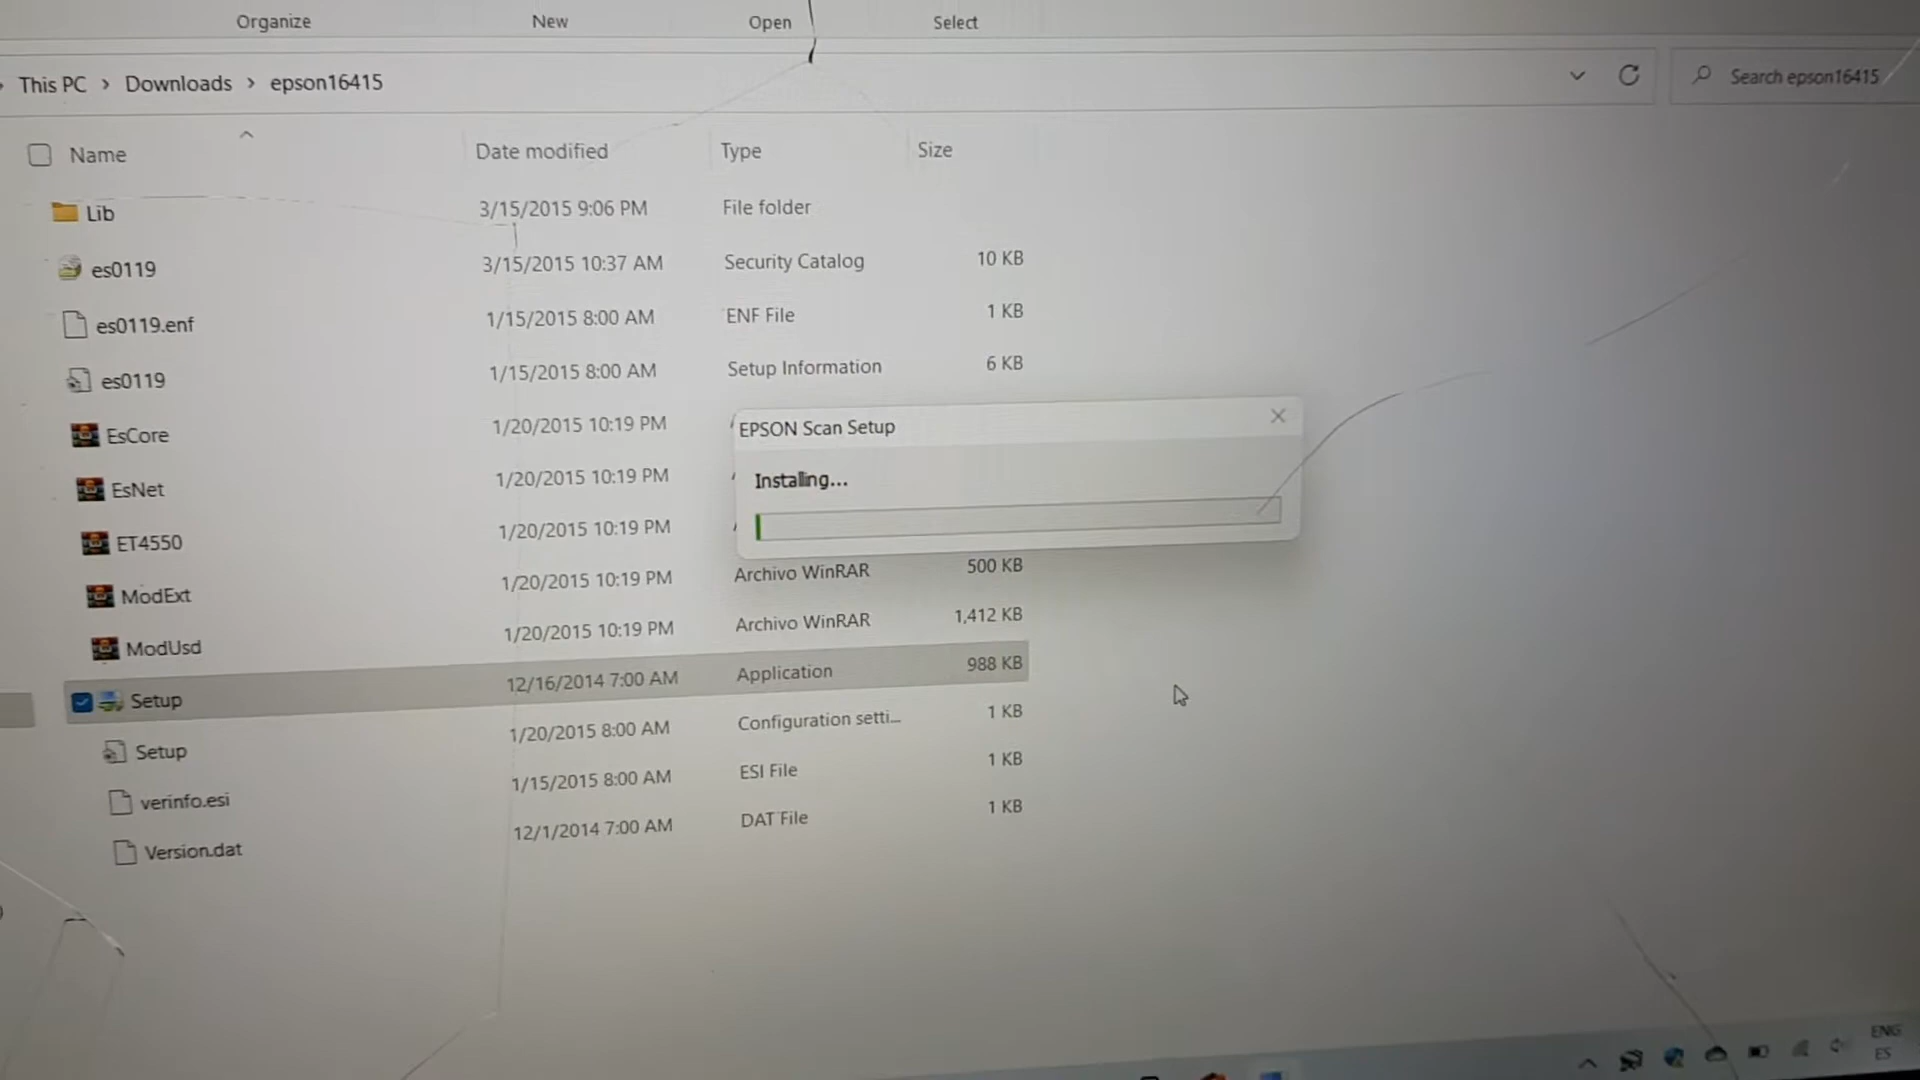 Organize New Open Select
This PC > Downloads > epson16415 Search epson16415
Name Date modified Type Size
Lib 3/15/2015 9:06 PM File folder
es0119 3/15/2015 10:37 AM Security Catalog 10 KB
es0119.enf 1/15/2015 8:00 AM ENF File 1 KB
es0119 1/15/2015 8:00 AM Setup Information 6 KB
EsCore 1/20/2015 10:19 PM
EsNet 1/20/2015 10:19 PM
ET4550 1/20/2015 10:19 PM
ModExt 1/20/2015 10:19 PM Archivo WinRAR 500 KB
ModUsd 1/20/2015 10:19 PM Archivo WinRAR 1,412 KB
Setup 12/16/2014 7:00 AM Application 988 KB
Setup 1/20/2015 8:00 AM Configuration setti... 1 KB
verinfo.esi 1/15/2015 8:00 AM ESI File 1 KB
Version.dat 12/1/2014 7:00 AM DAT File 1 KB
EPSON Scan Setup
Installing...
ENG
ES